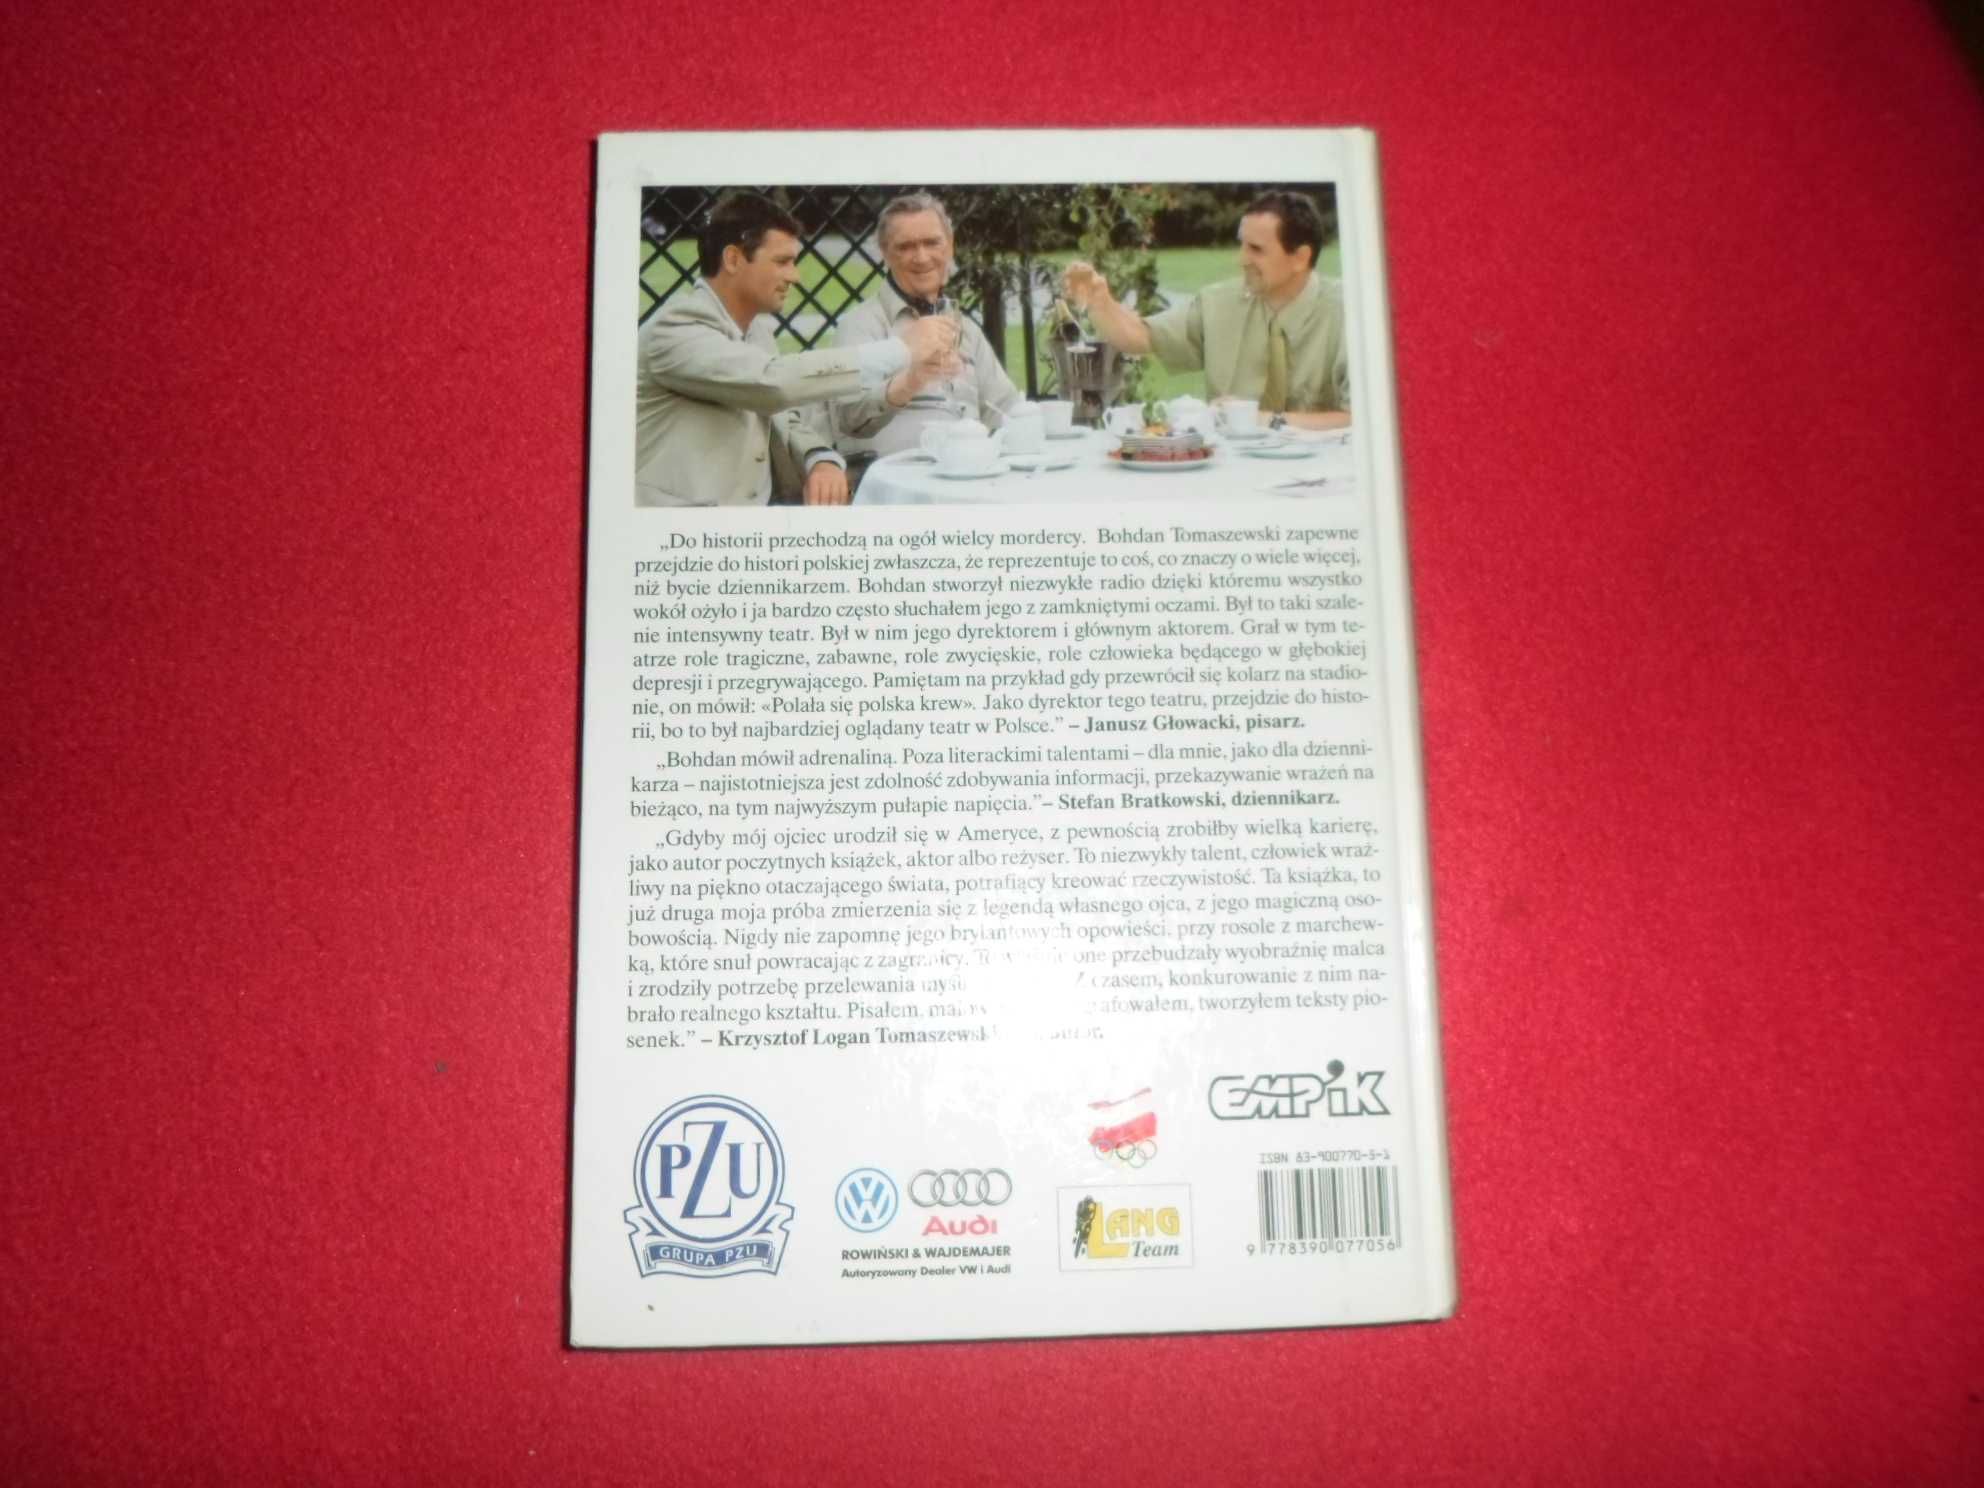 „Do historii przechodzą na ogół wielcy mordercy. Bohdan Tomaszewski zapewne
przejdzie do histori polskiej zwłaszcza, że reprezentuje to coś, co znaczy o wiele więcej,
niż bycie dziennikarzem. Bohdan stworzył niezwykłe radio dzięki któremu wszystko
wokół ożyło i ja bardzo często słuchałem jego z zamkniętymi oczami. Był to taki szale-
nie intensywny teatr. Był w nim jego dyrektorem i głównym aktorem. Grał w tym te-
atrze role tragiczne, zabawne, role zwycięskie, role człowieka będącego w głębokiej
depresji i przegrywającego. Pamiętam na przykład gdy przewrócił się kolarz na stadio-
nie, on mówił: «Polała się polska krew». Jako dyrektor tego teatru, przejdzie do histo-
rii, bo to był najbardziej oglądany teatr w Polsce.” – Janusz Głowacki, pisarz.
„Bohdan mówił adrenaliną. Poza literackimi talentami – dla mnie, jako dla dzienni-
karza – najistotniejsza jest zdolność zdobywania informacji, przekazywanie wrażeń na
bieżąco, na tym najwyższym pułapie napięcia.”– Stefan Bratkowski, dziennikarz.
„Gdyby mój ojciec urodził się w Ameryce, z pewnością zrobiłby wielką karierę,
jako autor poczytnych książek, aktor albo reżyser. To niezwykły talent, człowiek wraż-
liwy na piękno otaczającego świata, potrafiący kreować rzeczywistość. Ta książka, to
już druga moja próba zmierzenia się z legendą własnego ojca, z jego magiczną oso-
bowością. Nigdy nie zapomnę jego brylantowych opowieści, przy rosole z marchew-
ką, które snuł powracając z zagranicy. To one przebudzały wyobraźnię malca
i zrodziły potrzebę przelewania czasem, konkurowanie z nim na-
brało realnego kształtu. Pisałem, tworzyłem teksty pio-
senek.” – Krzysztof Logan Tomaszewski
EMPiK
PZU
GRUPA PZU
Audi
ROWIŃSKI & WAJDEMAJER
Autoryzowany Dealer VW i Audi
LANG
Team
ISBN 83-900770-5-1
9 778390 077056